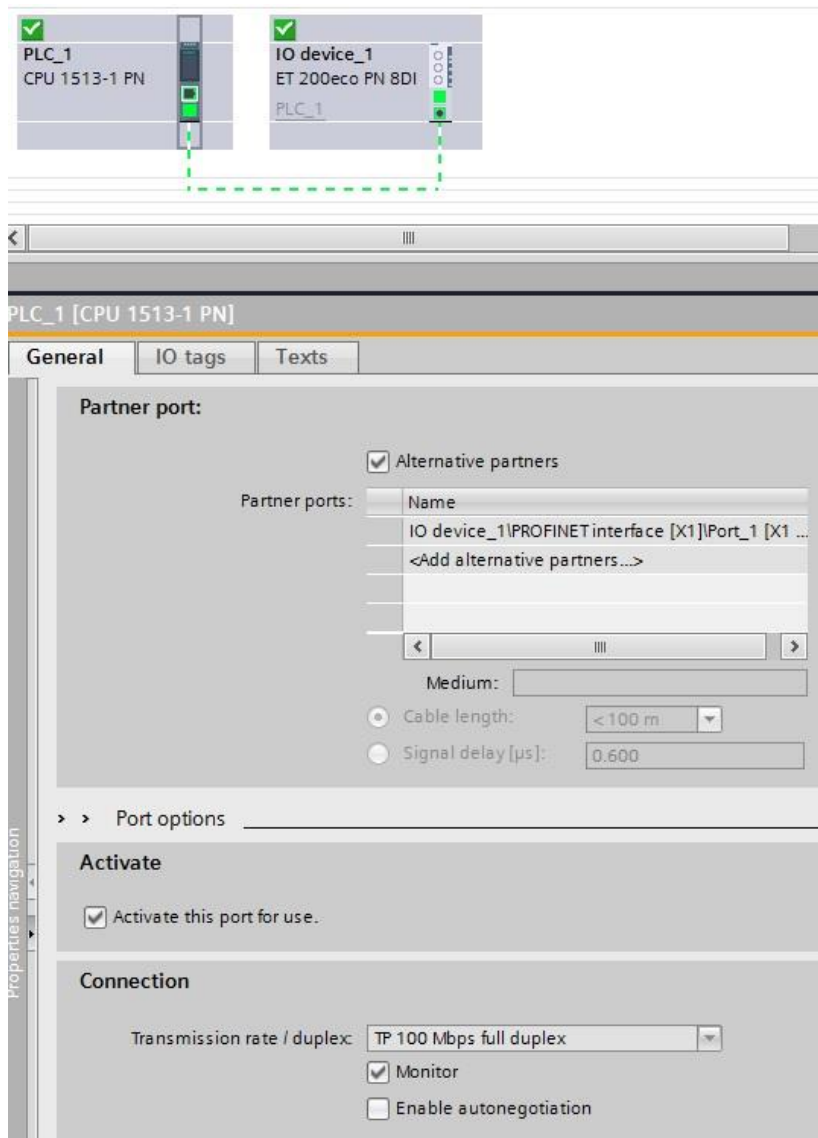 PLC_1
CPU 1513-1 PN
IO device_1
ET 200eco PN 8DI
PLC_1
PLC_1 [CPU 1513-1 PN]
General
IO tags
Texts
Partner port:
Alternative partners
Partner ports:
Name
IO device_1\PROFINET interface [X1]\Port_1 [X1 ...
<Add alternative partners...>
Medium:
Cable length:
< 100 m
Signal delay [µs]:
0.600
> > Port options
Activate
Activate this port for use.
Properties navigation
Connection
Transmission rate / duplex:
TP 100 Mbps full duplex
Monitor
Enable autonegotiation